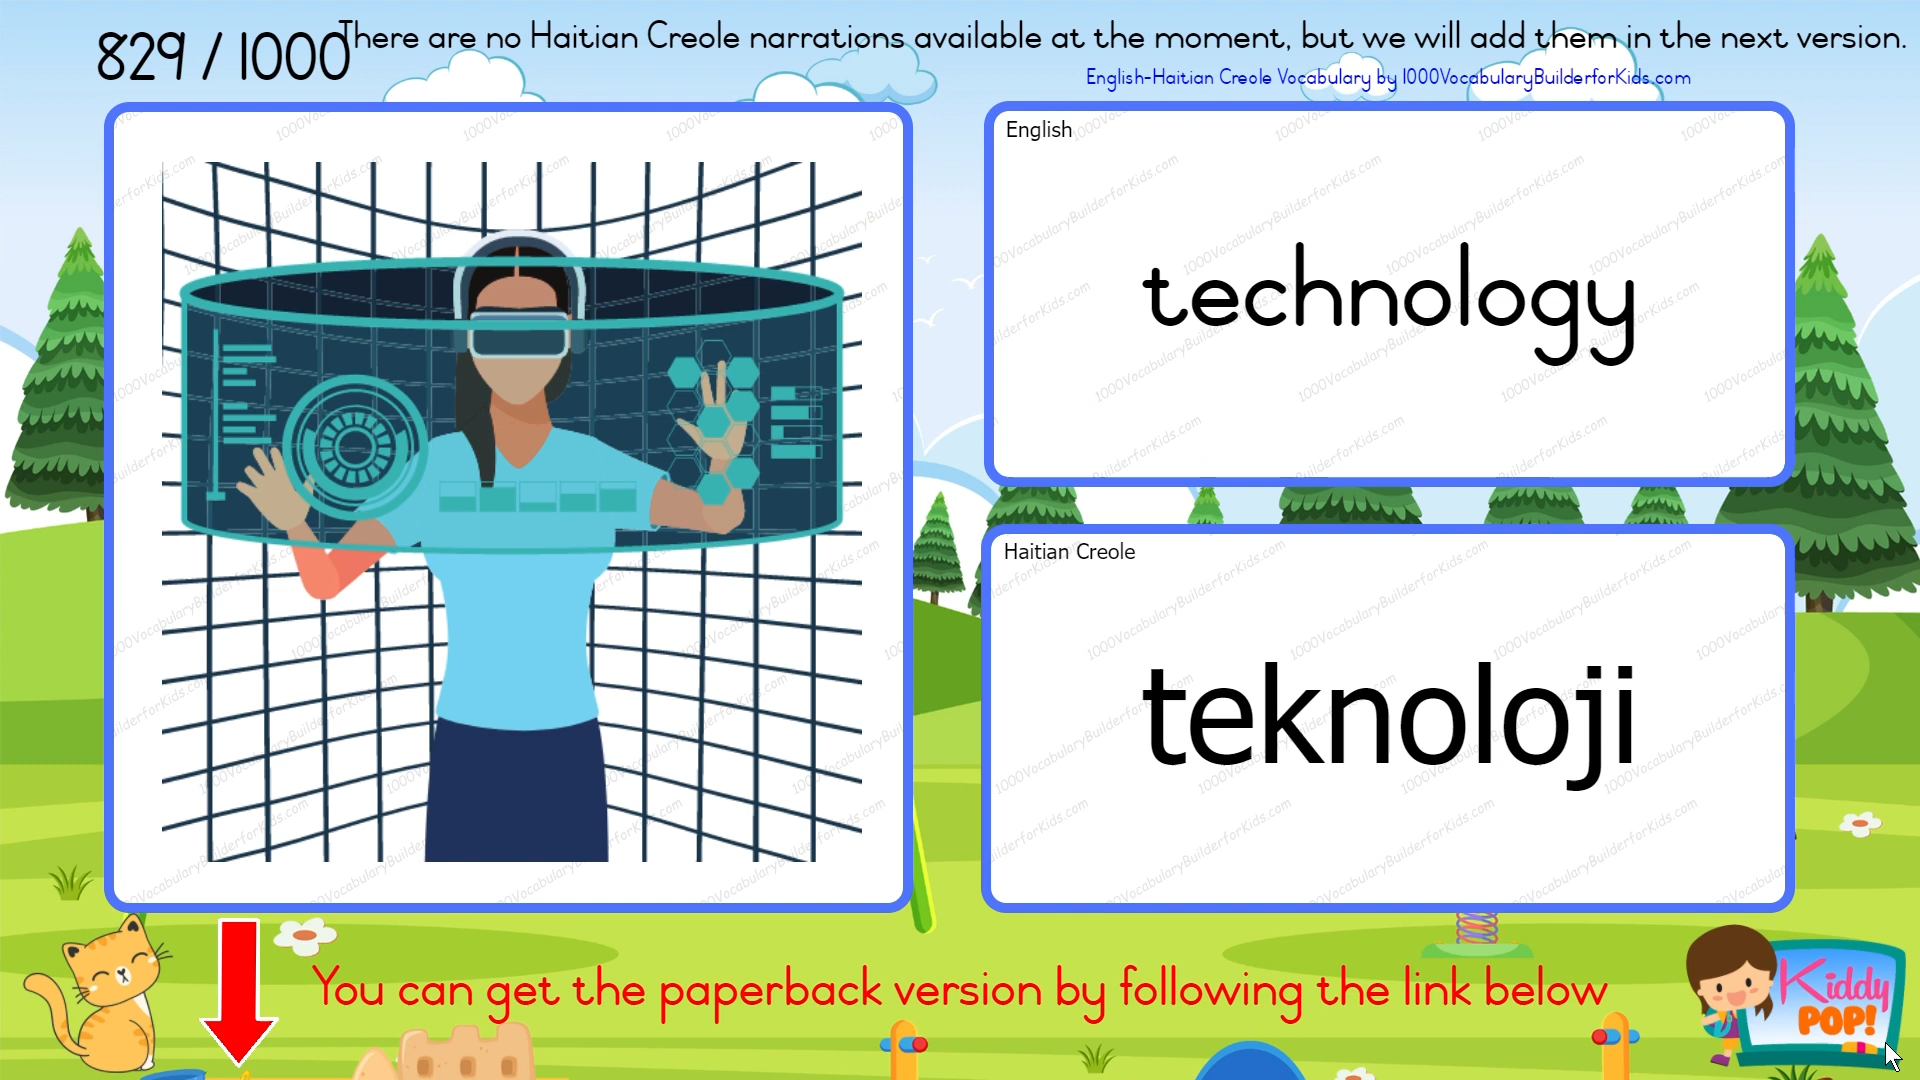 829 / 1000
There are no Haitian Creole narrations available at the moment, but we will add them in the next version.
English-Haitian Creole Vocabulary by 1000VocabularyBuilderforKids.com
English
technology
Haitian Creole
teknoloji
You can get the paperback version by following the link below
Kiddy
POP!
1000VocabularyBuilderforKids.com